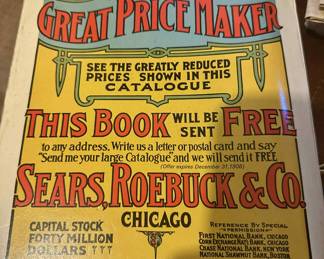 GREAT PRICE MAKER
SEE THE GREATLY REDUCED
PRICES SHOWN IN THIS
CATALOGUE
THIS BOOK WILL BE SENT FREE
to any address. Write us a letter or postal card and say
"Send me your large Catalogue" and we will send it FREE
(Offer expires December 31, 1908)
SEARS, ROEBUCK & CO.
CHICAGO
CAPITAL STOCK
FORTY MILLION
DOLLARS
REFERENCE BY SPECIAL
"PERMISSION"
FIRST NATIONAL BANK, CHICAGO
CORN EXCHANGE NAT'L BANK, CHICAGO
CHASE NATIONAL BANK, NEW YORK
NATIONAL SHAWMUT BANK, BOSTON